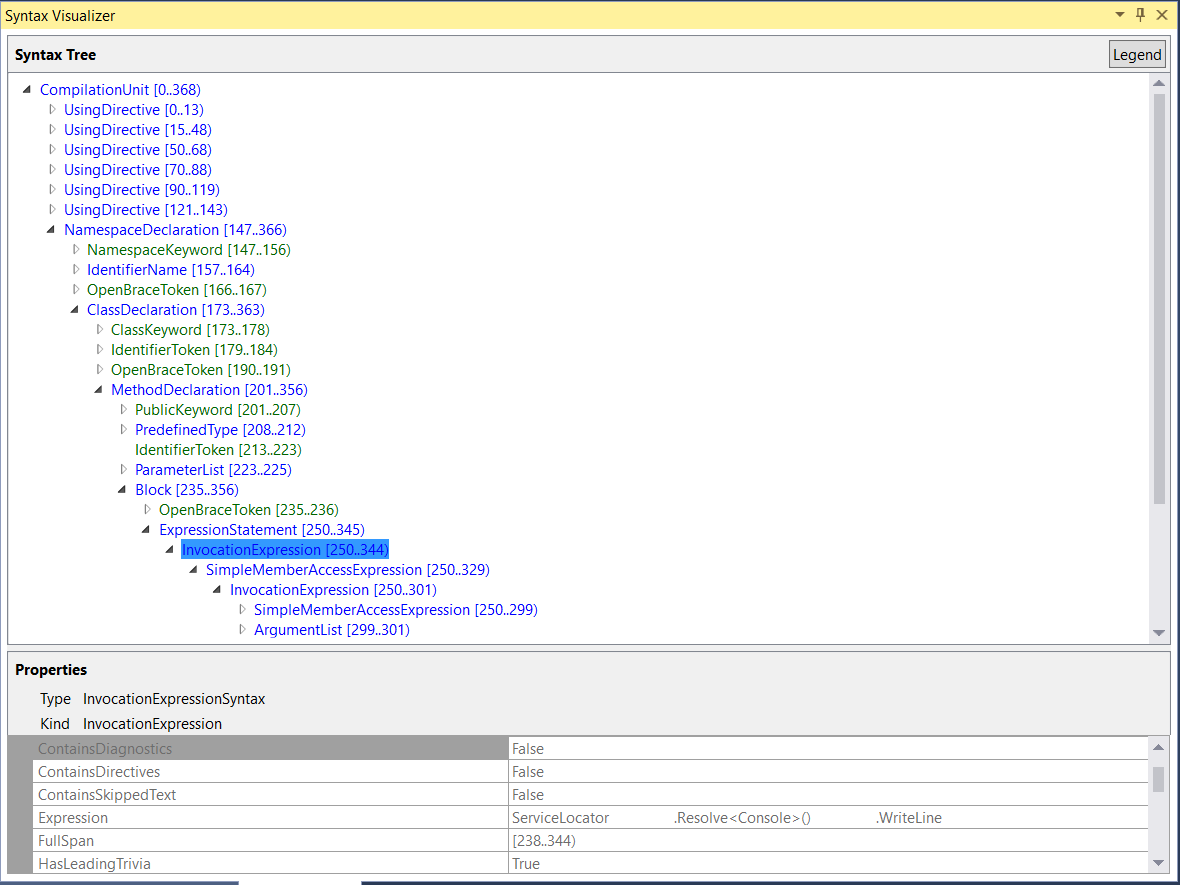 Syntax Visualizer
Syntax Tree
Legend
CompilationUnit [0..368)
UsingDirective [0..13)
UsingDirective [15..48)
UsingDirective [50..68)
UsingDirective [70..88)
UsingDirective [90..119)
UsingDirective [121..143)
NamespaceDeclaration [147..366)
NamespaceKeyword [147..156)
IdentifierName [157..164)
OpenBraceToken [166..167)
ClassDeclaration [173..363)
ClassKeyword [173..178)
IdentifierToken [179..184)
OpenBraceToken [190..191)
MethodDeclaration [201..356)
PublicKeyword [201..207)
PredefinedType [208..212)
IdentifierToken [213..223)
ParameterList [223..225)
Block [235..356)
OpenBraceToken [235..236)
ExpressionStatement [250..345)
InvocationExpression [250..344)
SimpleMemberAccessExpression [250..329)
InvocationExpression [250..301)
SimpleMemberAccessExpression [250..299)
ArgumentList [299..301)
Properties
Type InvocationExpressionSyntax
Kind InvocationExpression
ContainsDiagnostics False
ContainsDirectives False
ContainsSkippedText False
Expression ServiceLocator .Resolve<Console>() .WriteLine
FullSpan [238..344)
HasLeadingTrivia True